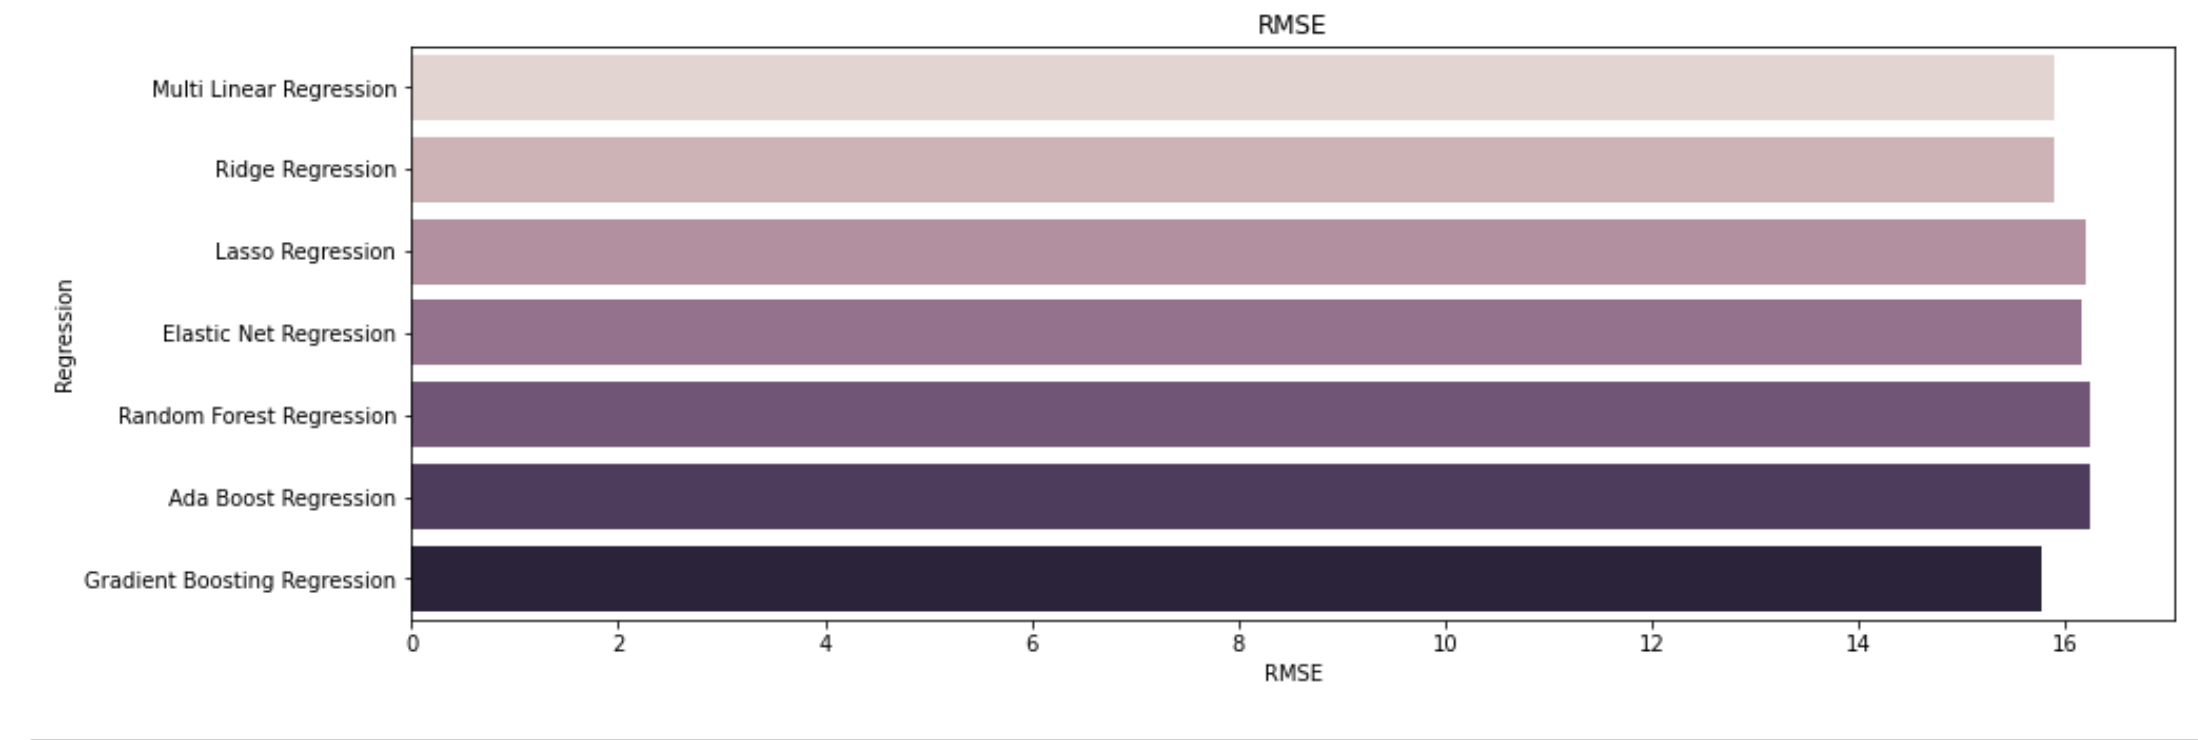 RMSE
Multi Linear Regression
Ridge Regression
Lasso Regression
Elastic Net Regression
Random Forest Regression
Ada Boost Regression
Gradient Boosting Regression
Regression
0 2 4 6 8 10 12 14 16
RMSE